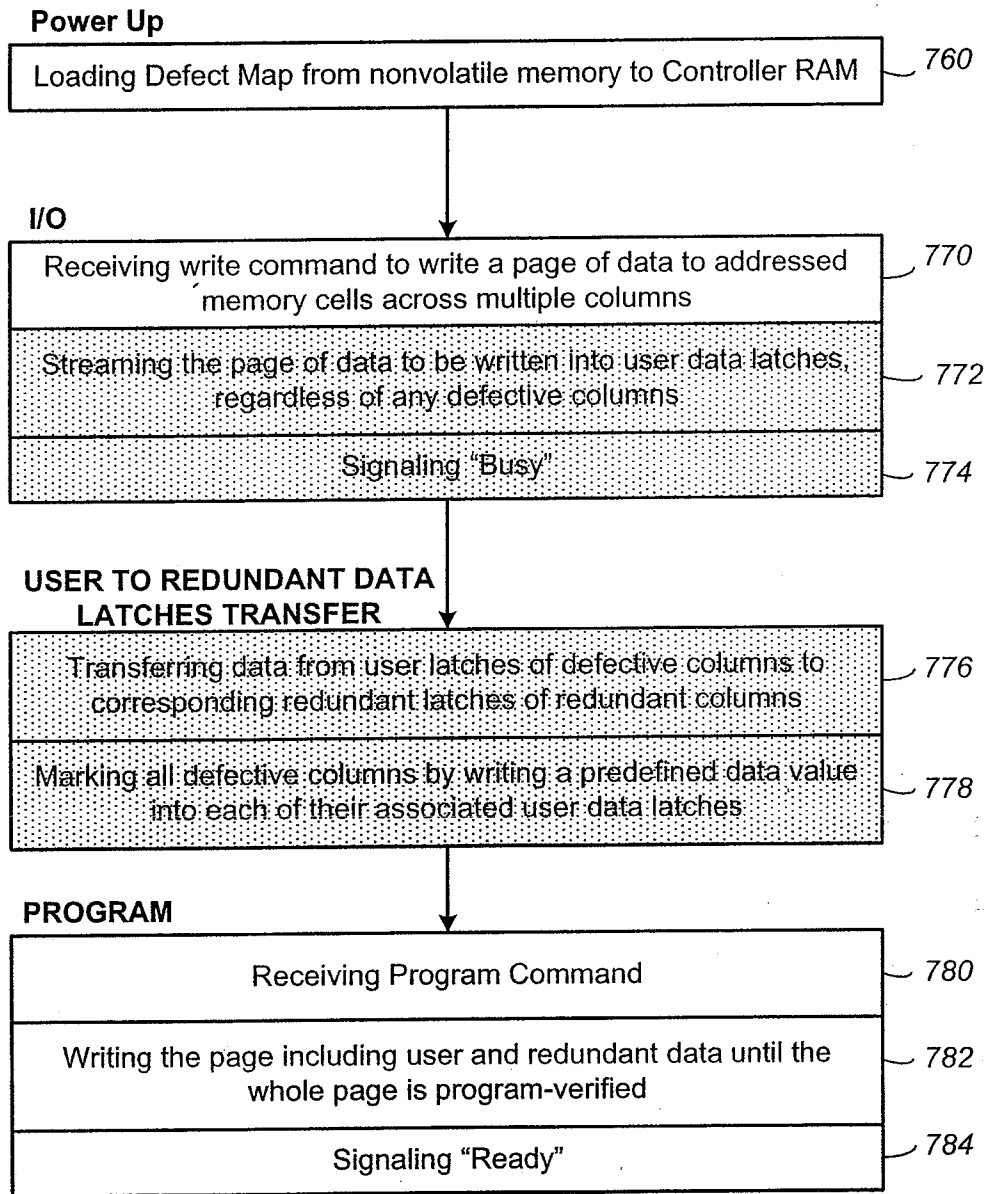 Power Up
Loading Defect Map from nonvolatile memory to Controller RAM
760
I/O
Receiving write command to write a page of data to addressed
memory cells across multiple columns
770
Streaming the page of data to be written into user data latches,
regardless of any defective columns
772
Signaling “Busy”
774
USER TO REDUNDANT DATA
LATCHES TRANSFER
Transferring data from user latches of defective columns to
corresponding redundant latches of redundant columns
776
Marking all defective columns by writing a predefined data value
into each of their associated user data latches
778
PROGRAM
Receiving Program Command
780
Writing the page including user and redundant data until the
whole page is program-verified
782
Signaling “Ready”
784